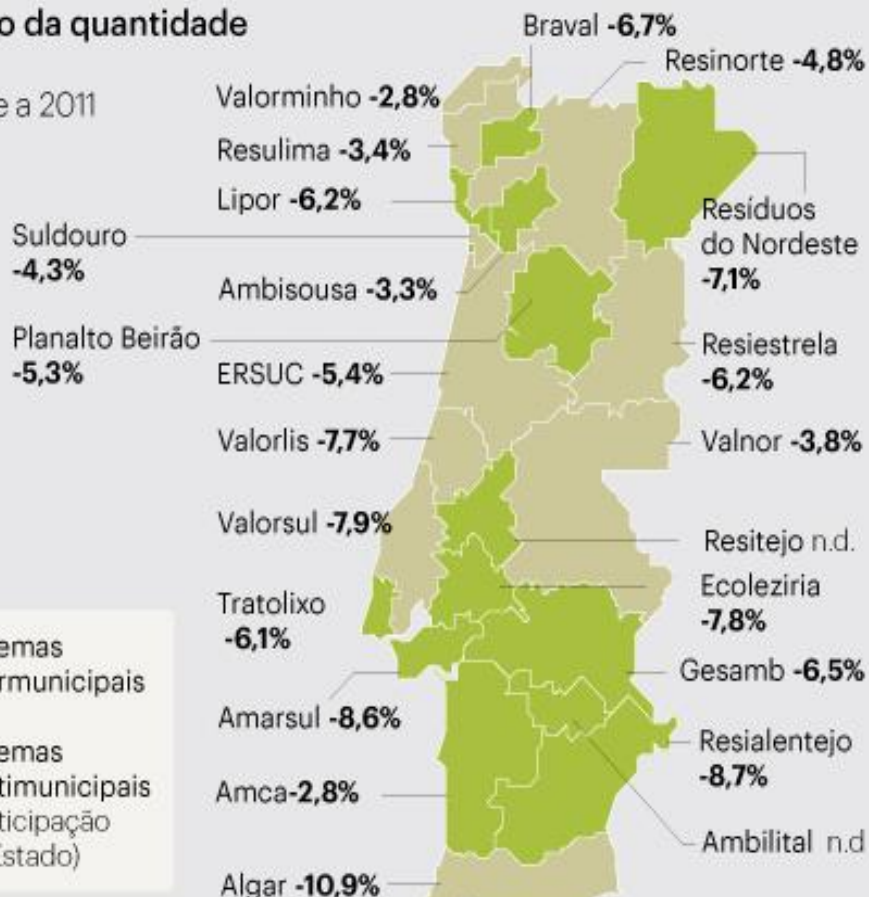 o da quantidade
e a 2011
Braval -6,7%
Resinorte -4,8%
Valorminho -2,8%
Resulima -3,4%
Lipor -6,2%
Suldouro
-4,3%
Resíduos
do Nordeste
-7,1%
Ambisousa -3,3%
Planalto Beirão
-5,3%
ERSUC -5,4%
Resiestrela
-6,2%
Valorlis -7,7%
Valnor -3,8%
Valorsul -7,9%
Resitejo n.d.
Ecoleziria
-7,8%
Tratolixo
-6,1%
Gesamb -6,5%
Amarsul -8,6%
Resialentejo
-8,7%
Amca-2,8%
Ambilital n.d
Algar -10,9%
emas
rmunicipais
emas
timunicipais
ticipação
Estado)